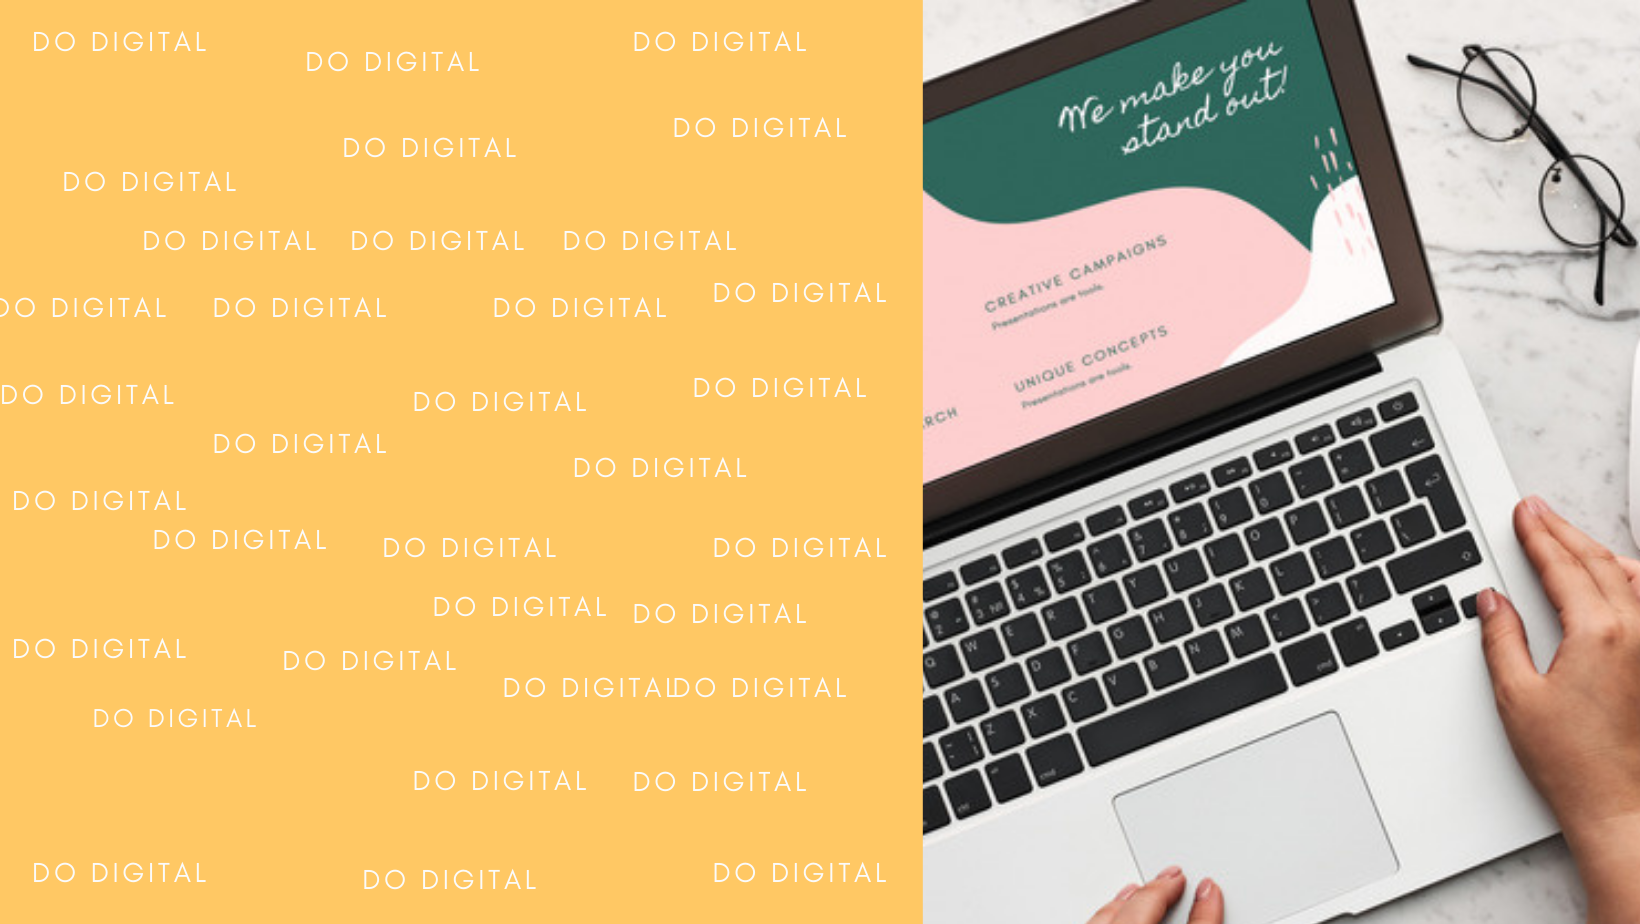 DO DIGITAL
DO DIGITAL
DO DIGITAL
DO DIGITAL
DO DIGITAL
DO DIGITAL
DO DIGITAL DO DIGITAL DO DIGITAL
DO DIGITAL
DO DIGITAL DO DIGITAL DO DIGITAL
DO DIGITAL
DO DIGITAL
DO DIGITAL
DO DIGITAL
DO DIGITAL
DO DIGITAL
DO DIGITAL
DO DIGITAL DO DIGITAL
DO DIGITAL DO DIGITAL
DO DIGITAL
DO DIGITAL
DO DIGITAL DO DIGITAL
DO DIGITAL
DO DIGITAL DO DIGITAL
DO DIGITAL DO DIGITAL DO DIGITAL
We make you
stand out!
CREATIVE CAMPAIGNS
Presentations are tools.
UNIQUE CONCEPTS
Presentations are tools.
RCH
Q W E R T Y U I O P
A S D F G H J K L
Z X C V B N M
cmd cmd